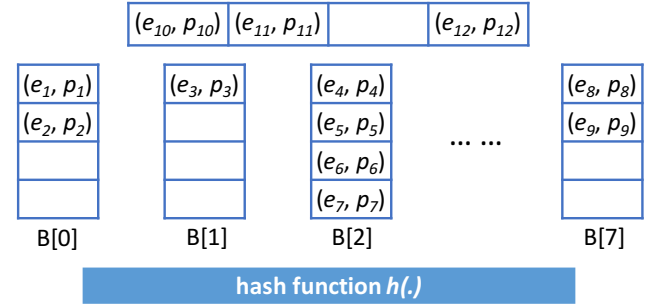 (e10, p10) (e11, p11) (e12, p12)
(e1, p1) (e3, p3) (e4, p4) (e8, p8)
(e2, p2) (e5, p5) (e9, p9)
... ...
(e6, p6)
(e7, p7)
B[0] B[1] B[2] B[7]
hash function h(.)